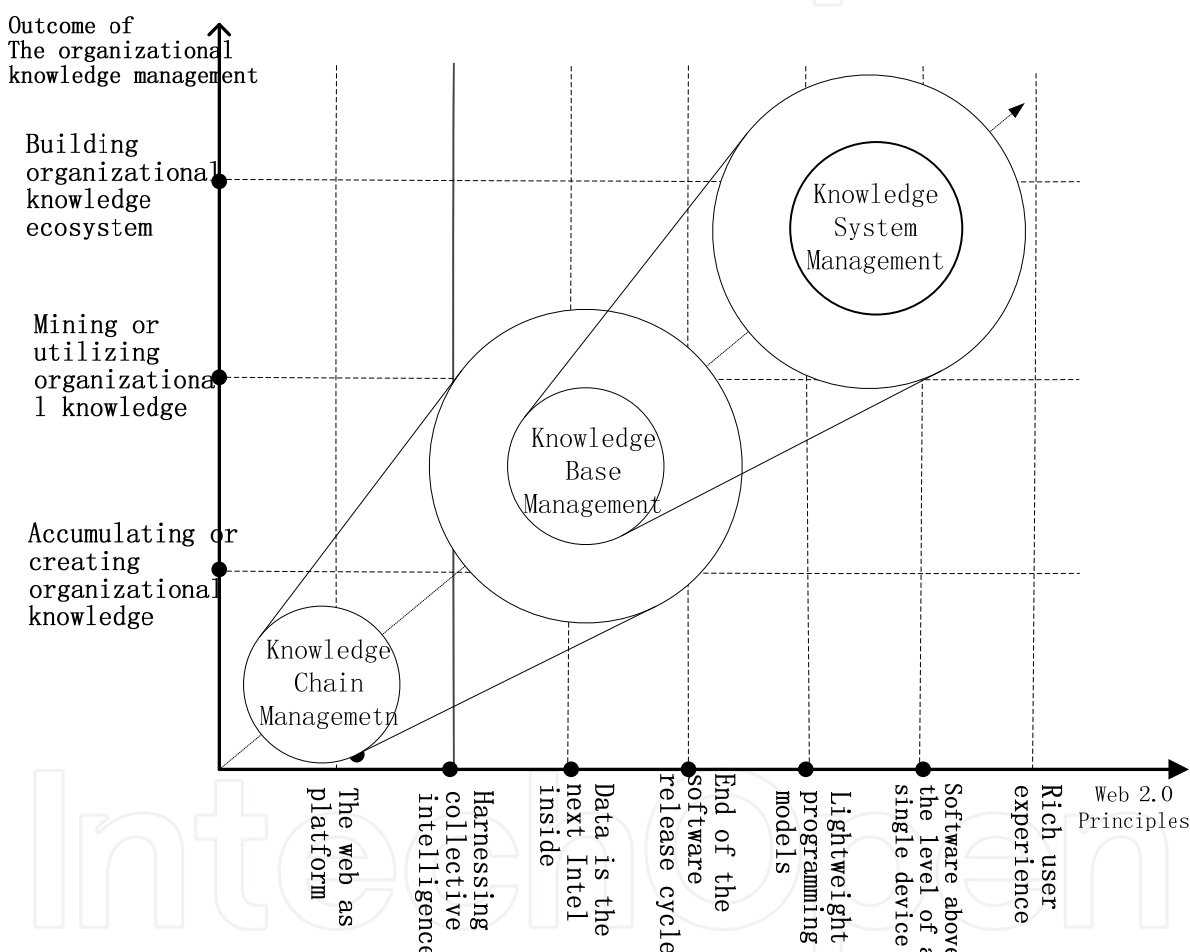 Outcome of
The organizational
knowledge management
Building
organizational
knowledge
ecosystem
Knowledge
System
Management
Mining or
utilizing
organizationa
l knowledge
Knowledge
Base
Management
Accumulating or
creating
organizational
knowledge
Knowledge
Chain
Managemetn
The web as
platform
Harnessing
collective
intelligence
Data is the
next Intel
inside
End of the
software
release cycle
Lightweight
programming
models
Software above
the level of a
single device
Rich user
experience
Web 2.0
Principles
IntechOpen